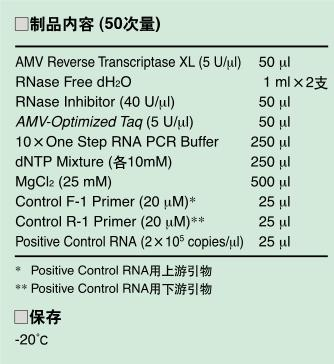 □制品内容 (50次量)
AMV Reverse Transcriptase XL (5 U/μl) 50 μl
RNase Free dH₂O 1 ml×2支
RNase Inhibitor (40 U/μl) 50 μl
AMV-Optimized Taq (5 U/μl) 50 μl
10×One Step RNA PCR Buffer 250 μl
dNTP Mixture (各10mM) 250 μl
MgCl₂ (25 mM) 500 μl
Control F-1 Primer (20 μM)* 25 μl
Control R-1 Primer (20 μM)** 25 μl
Positive Control RNA (2×10⁵ copies/μl) 25 μl
* Positive Control RNA用上游引物
** Positive Control RNA用下游引物
□保存
-20℃